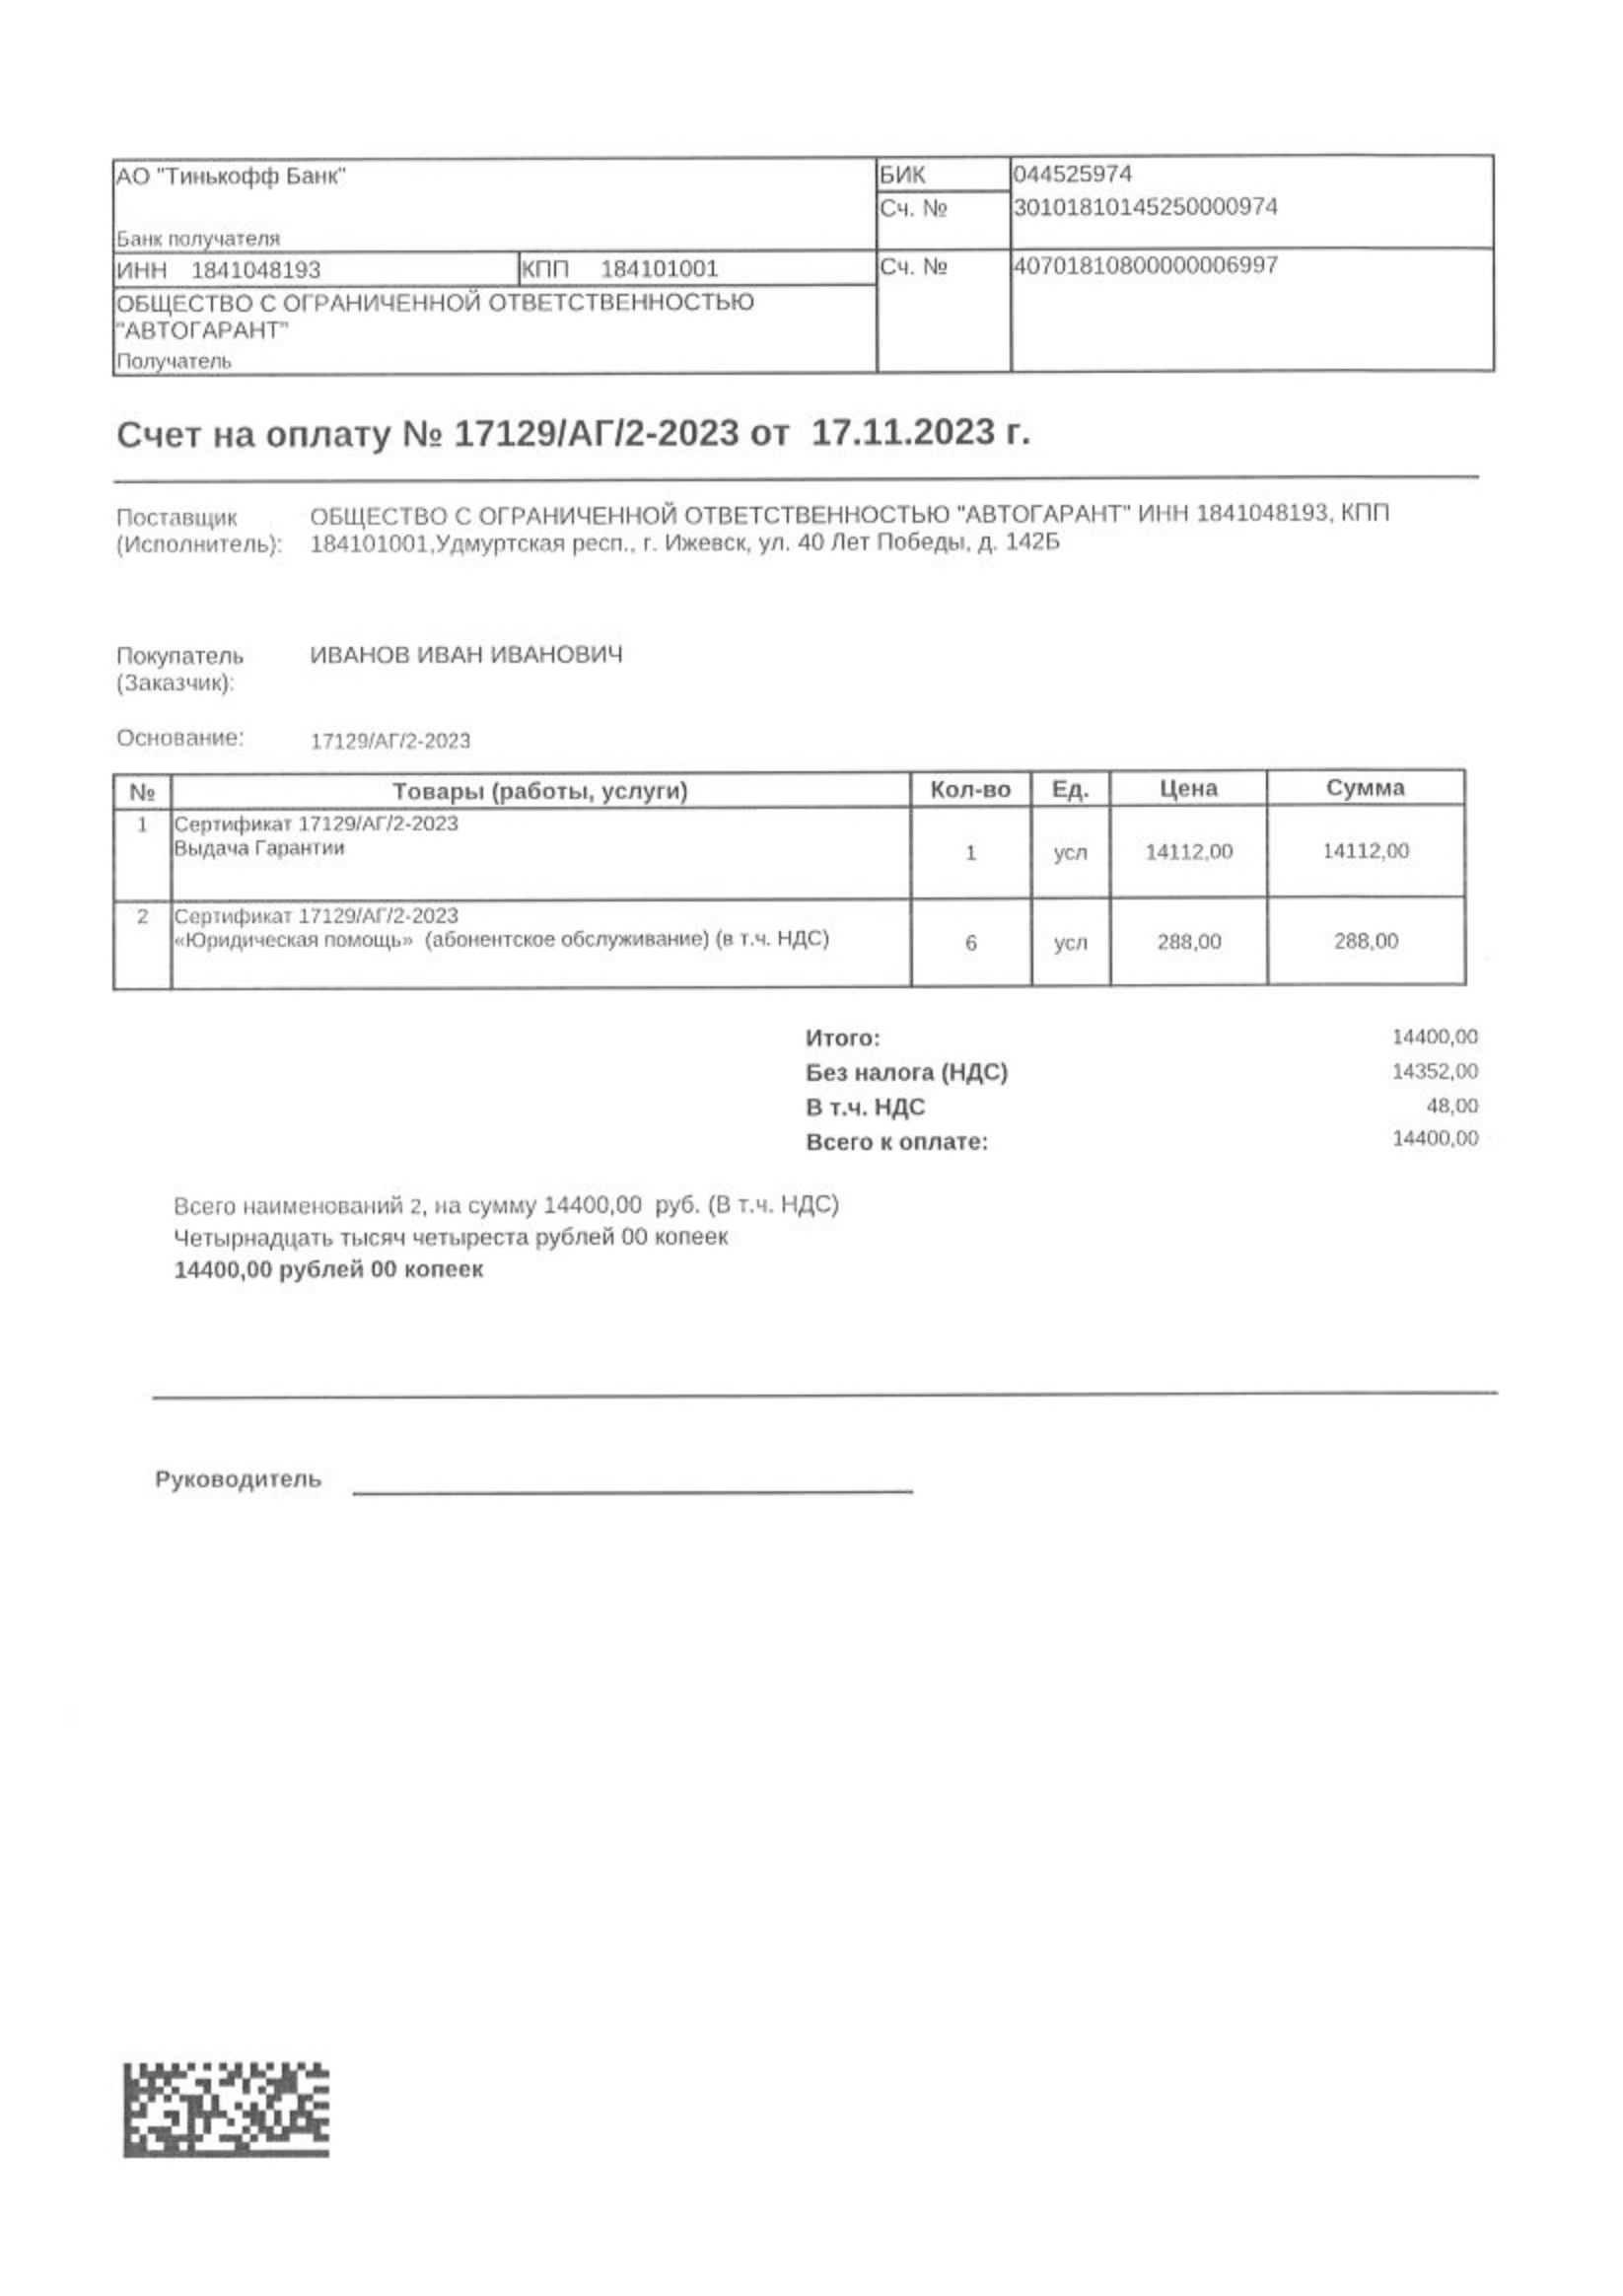 АО "Тинькофф Банк"
БИК 044525974
Сч. № 30101810145250000974
Банк получателя
ИНН 1841048193 КПП 184101001 Сч. № 40701810800000006997
ОБЩЕСТВО С ОГРАНИЧЕННОЙ ОТВЕТСТВЕННОСТЬЮ
"АВТОГАРАНТ"
Получатель
Счет на оплату № 17129/АГ/2-2023 от 17.11.2023 г.
Поставщик ОБЩЕСТВО С ОГРАНИЧЕННОЙ ОТВЕТСТВЕННОСТЬЮ "АВТОГАРАНТ" ИНН 1841048193, КПП
(Исполнитель): 184101001,Удмуртская респ., г. Ижевск, ул. 40 Лет Победы, д. 142Б
Покупатель ИВАНОВ ИВАН ИВАНОВИЧ
(Заказчик):
Основание: 17129/АГ/2-2023
№ Товары (работы, услуги) Кол-во Ед. Цена Сумма
1 Сертификат 17129/АГ/2-2023
Выдача Гарантии 1 усл 14112,00 14112,00
2 Сертификат 17129/АГ/2-2023
«Юридическая помощь» (абонентское обслуживание) (в т.ч. НДС) 6 усл 288,00 288,00
Итого: 14400,00
Без налога (НДС) 14352,00
В т.ч. НДС 48,00
Всего к оплате: 14400,00
Всего наименований 2, на сумму 14400,00 руб. (В т.ч. НДС)
Четырнадцать тысяч четыреста рублей 00 копеек
14400,00 рублей 00 копеек
Руководитель